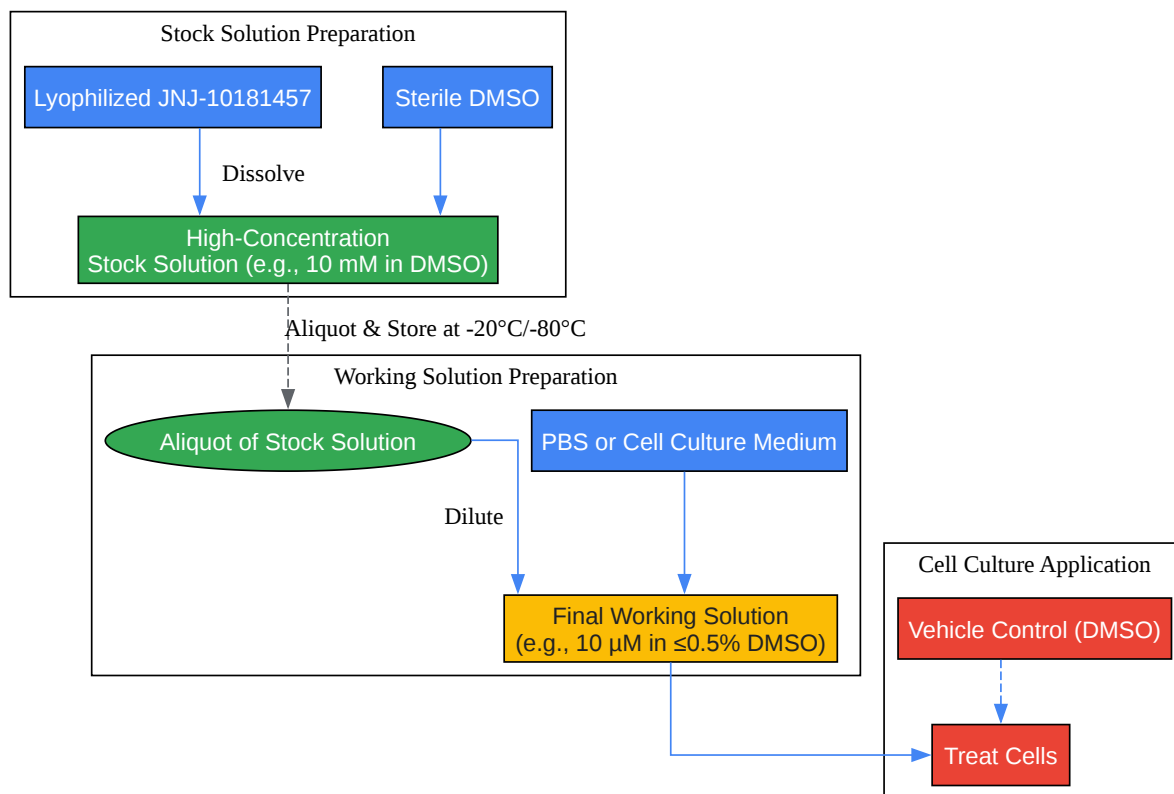 Stock Solution Preparation
Lyophilized JNJ-10181457
Sterile DMSO
Dissolve
High-Concentration
Stock Solution (e.g., 10 mM in DMSO)
Aliquot & Store at -20°C/-80°C
Working Solution Preparation
Aliquot of Stock Solution
PBS or Cell Culture Medium
Dilute
Final Working Solution
(e.g., 10 µM in ≤0.5% DMSO)
Cell Culture Application
Vehicle Control (DMSO)
Treat Cells